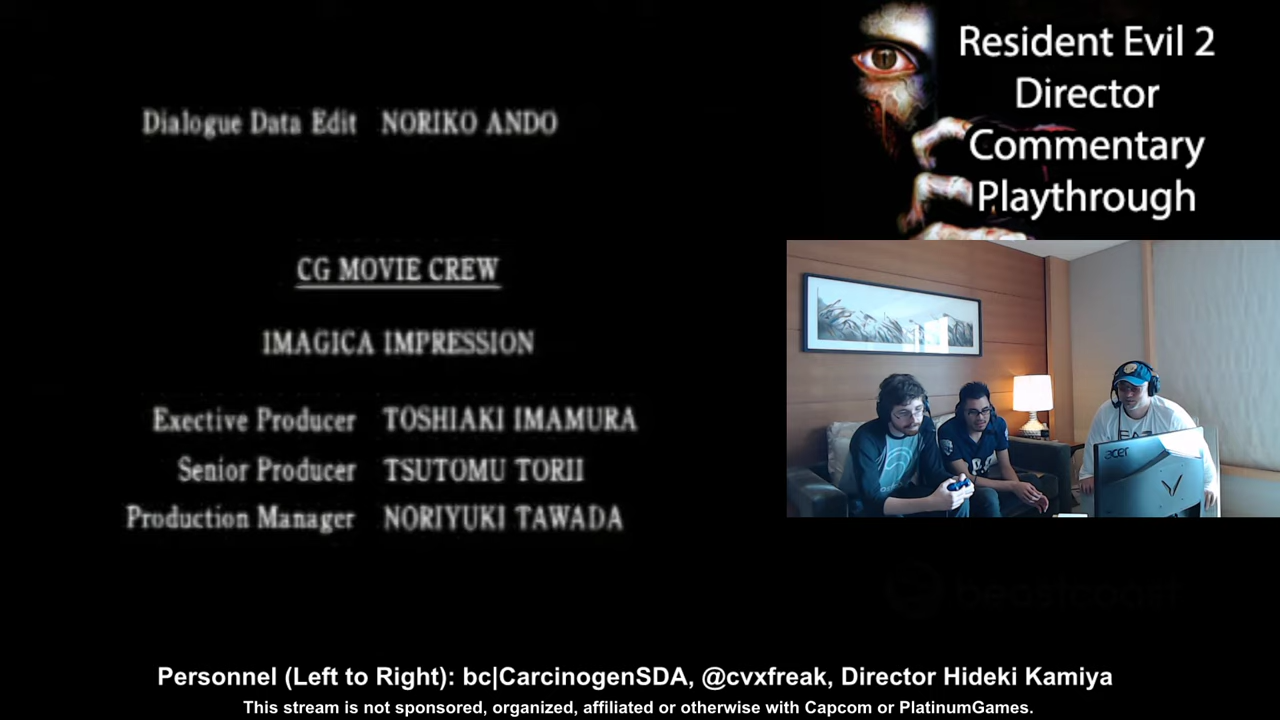 Resident Evil 2
Director
Commentary
Playthrough
Dialogue Data Edit NORIKO ANDO
CG MOVIE CREW
IMAGICA IMPRESSION
Exective Producer TOSHIAKI IMAMURA
Senior Producer TSUTOMU TORII
Production Manager NORIYUKI TAWADA
acer
beastcoast
Personnel (Left to Right): bc|CarcinogenSDA, @cvxfreak, Director Hideki Kamiya
This stream is not sponsored, organized, affiliated or otherwise with Capcom or PlatinumGames.